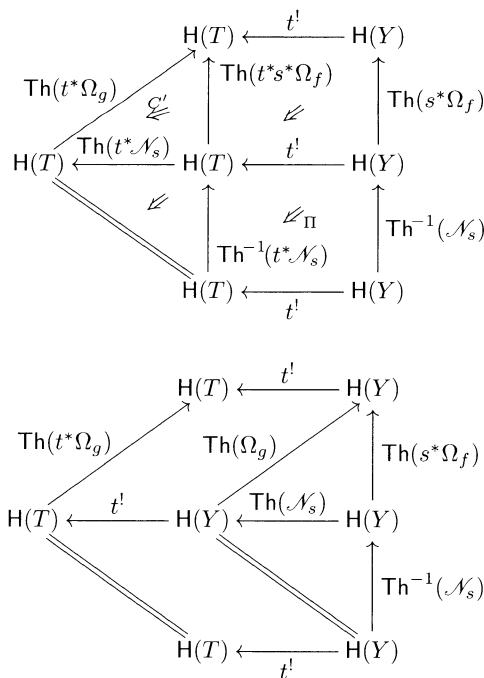 H(T) t! H(Y)
Th(t*Ω_g) Th(t*s*Ω_f) Th(s*Ω_f)
Ç′
Th(t*𝒩_s) t!
H(T) H(T) H(Y)
Π
Th⁻¹(t*𝒩_s) Th⁻¹(𝒩_s)
H(T) H(Y)
t!
H(T) t! H(Y)
Th(t*Ω_g) Th(Ω_g) Th(s*Ω_f)
t! Th(𝒩_s)
H(T) H(Y) H(Y)
Th⁻¹(𝒩_s)
H(T) H(Y)
t!